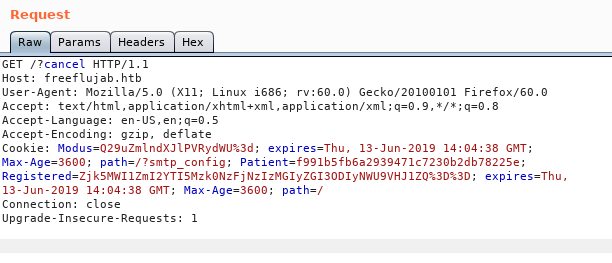 Request
Raw Params Headers Hex
GET /?cancel HTTP/1.1
Host: freeflujab.htb
User-Agent: Mozilla/5.0 (X11; Linux i686; rv:60.0) Gecko/20100101 Firefox/60.0
Accept: text/html,application/xhtml+xml,application/xml;q=0.9,*/*;q=0.8
Accept-Language: en-US,en;q=0.5
Accept-Encoding: gzip, deflate
Cookie: Modus=Q29uZmlndXJlPVRydWU%3d; expires=Thu, 13-Jun-2019 14:04:38 GMT;
Max-Age=3600; path=/?smtp_config; Patient=f991b5fb6a2939471c7230b2db78225e;
Registered=Zjk5MWI1ZmI2YTI5Mzk0NzFjNzIzMGIyZGI3ODIyNWU9VHJ1ZQ%3D%3D; expires=Thu,
13-Jun-2019 14:04:38 GMT; Max-Age=3600; path=/
Connection: close
Upgrade-Insecure-Requests: 1